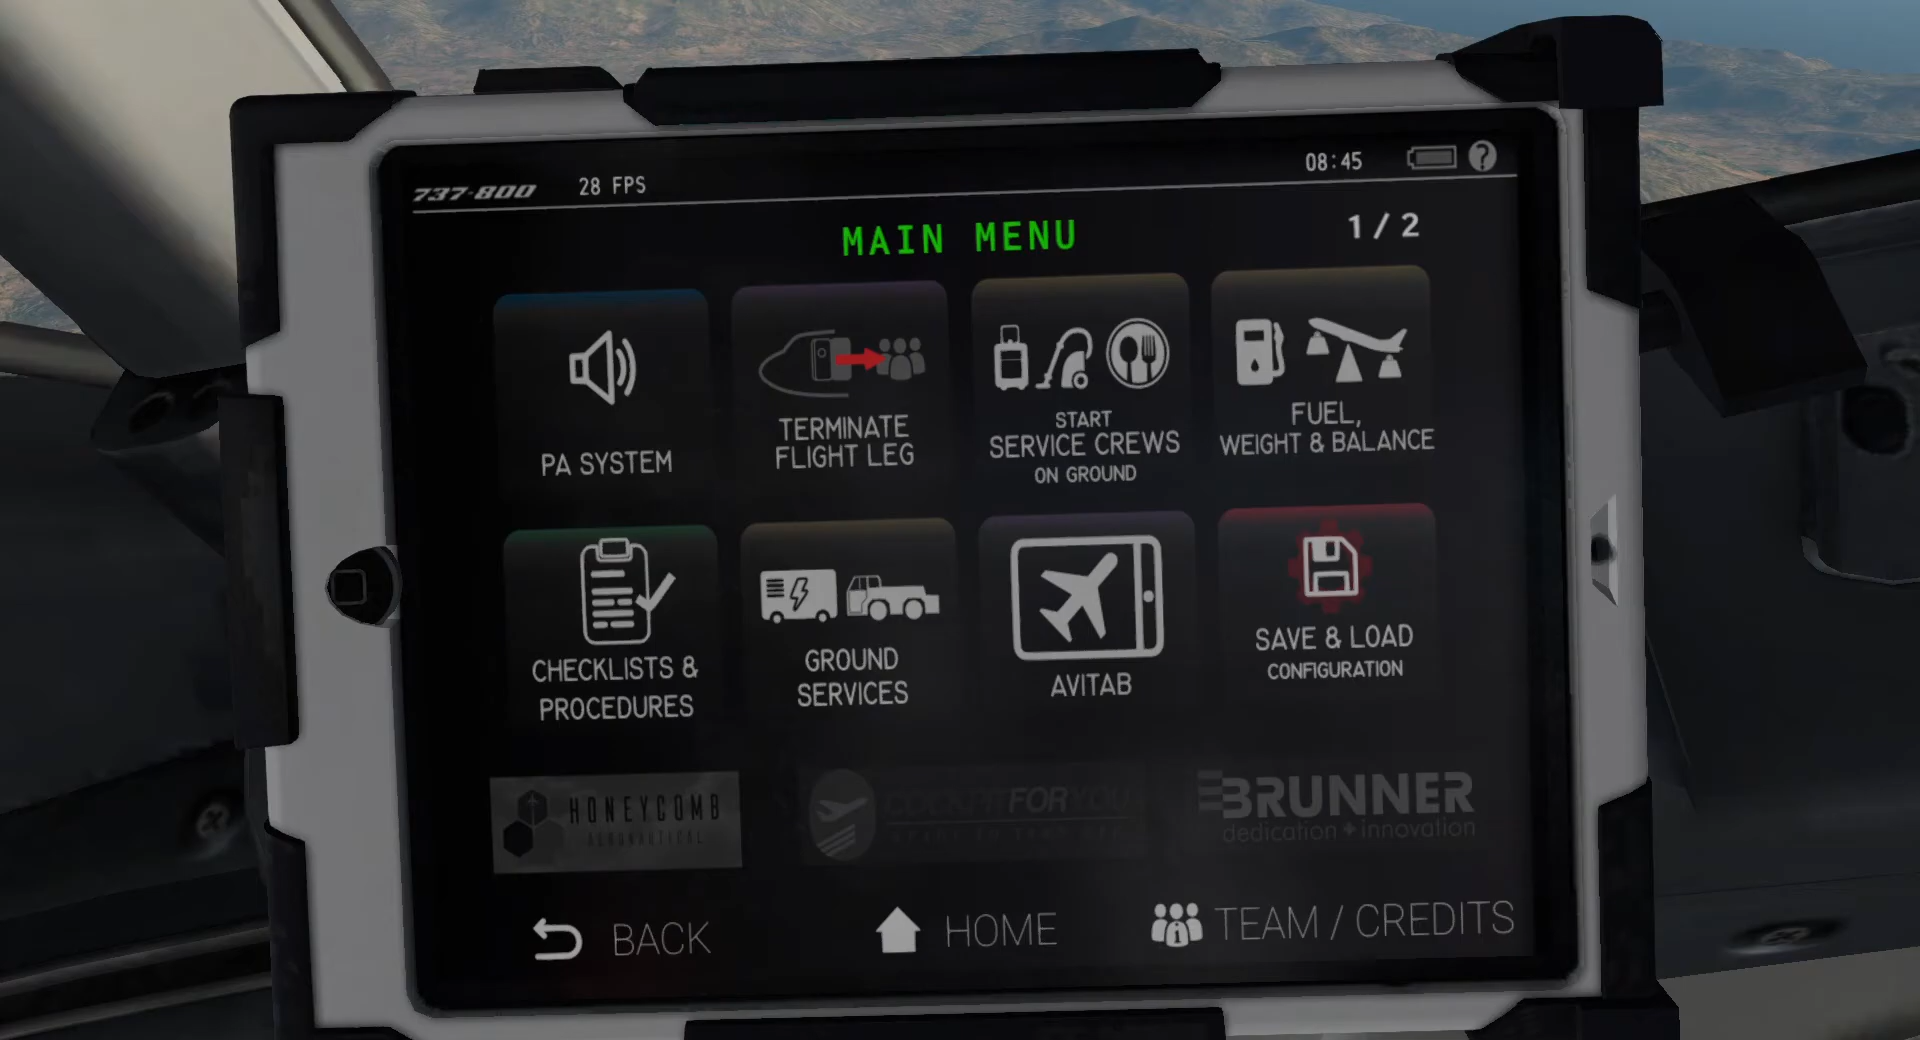 737-800 28 FPS 08:45
MAIN MENU 1 / 2
PA SYSTEM
TERMINATE
FLIGHT LEG
START
SERVICE CREWS
ON GROUND
FUEL,
WEIGHT & BALANCE
CHECKLISTS &
PROCEDURES
GROUND
SERVICES
AVITAB
SAVE & LOAD
CONFIGURATION
HONEYCOMB
AERONAUTICAL
COCKPITFORYOU
BRUNNER
dedication + innovation
BACK HOME TEAM / CREDITS